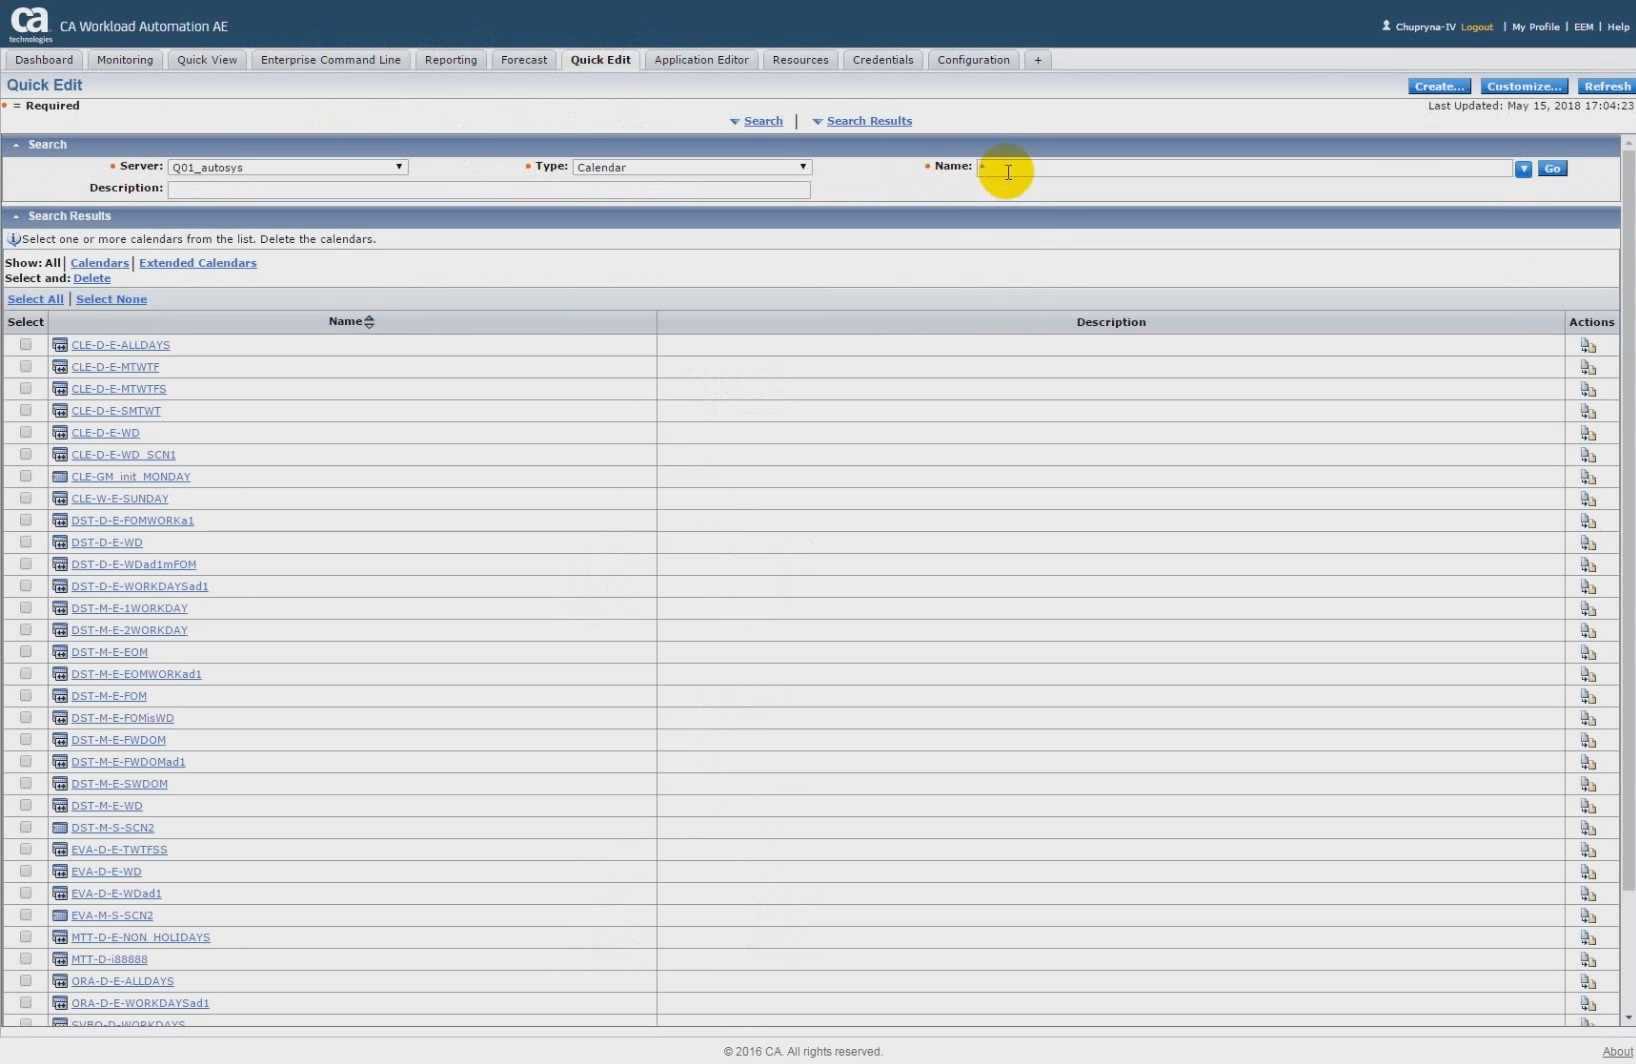 ca
technologies
CA Workload Automation AE
Chupryna-IV Logout | My Profile | EEM | Help
Dashboard Monitoring Quick View Enterprise Command Line Reporting Forecast Quick Edit Application Editor Resources Credentials Configuration +
Quick Edit
Create... Customize... Refresh
= Required
Last Updated: May 15, 2018 17:04:23
Search | Search Results
Search
Server: Q01_autosys Type: Calendar Name: * Go
Description:
Search Results
Select one or more calendars from the list. Delete the calendars.
Show: All | Calendars | Extended Calendars
Select and: Delete
Select All | Select None
Select Name Description Actions
CLE-D-E-ALLDAYS
CLE-D-E-MTWTF
CLE-D-E-MTWTFS
CLE-D-E-SMTWT
CLE-D-E-WD
CLE-D-E-WD_SCN1
CLE-GM_init_MONDAY
CLE-W-E-SUNDAY
DST-D-E-FOMWORKa1
DST-D-E-WD
DST-D-E-WDad1mFOM
DST-D-E-WORKDAYSad1
DST-M-E-1WORKDAY
DST-M-E-2WORKDAY
DST-M-E-EOM
DST-M-E-EOMWORKad1
DST-M-E-FOM
DST-M-E-FOMisWD
DST-M-E-FWDOM
DST-M-E-FWDOMad1
DST-M-E-SWDOM
DST-M-E-WD
DST-M-S-SCN2
EVA-D-E-TWTFSS
EVA-D-E-WD
EVA-D-E-WDad1
EVA-M-S-SCN2
MTT-D-E-NON_HOLIDAYS
MTT-D-i88888
ORA-D-E-ALLDAYS
ORA-D-E-WORKDAYSad1
© 2016 CA. All rights reserved.
About